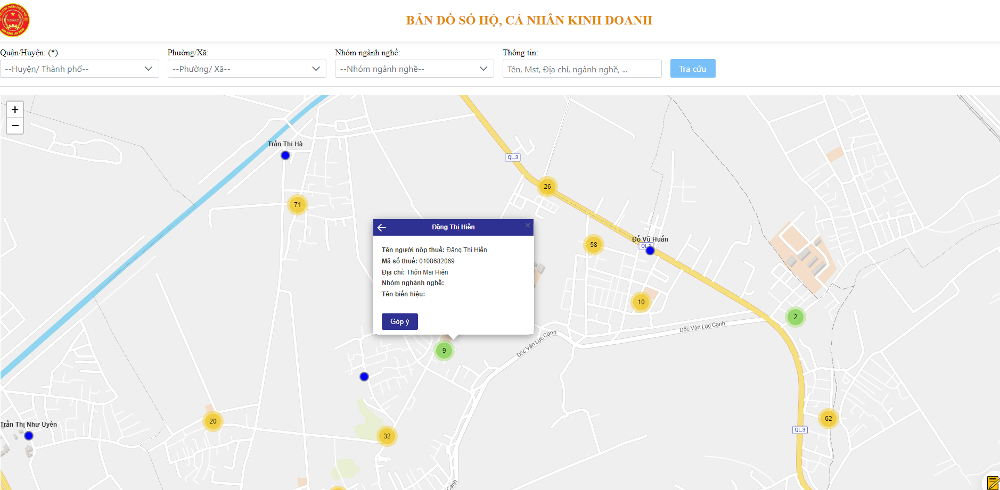 BẢN ĐỒ SỐ HỘ, CÁ NHÂN KINH DOANH
Quận/Huyện: (*)
Phường/Xã:
Nhóm ngành nghề:
Thông tin:
--Huyện/ Thành phố--
--Phường/ Xã--
--Nhóm ngành nghề--
Tên, Mst, Địa chỉ, ngành nghề, ...
Tra cứu
+
−
Trần Thị Hà
QL.3
26
71
Đặng Thị Hiền
×
Tên người nộp thuế: Đặng Thị Hiền
Mã số thuế: 0108682069
Địa chỉ: Thôn Mai Hiên
Nhóm nghành nghề:
Tên biển hiệu:
Góp ý
58
Đỗ Vũ Huấn
QL.3
10
2
Dốc Vân Lực Canh
Dốc Vân Lực Canh
9
20
Trần Thị Như Uyên
32
62
QL.3
Canh